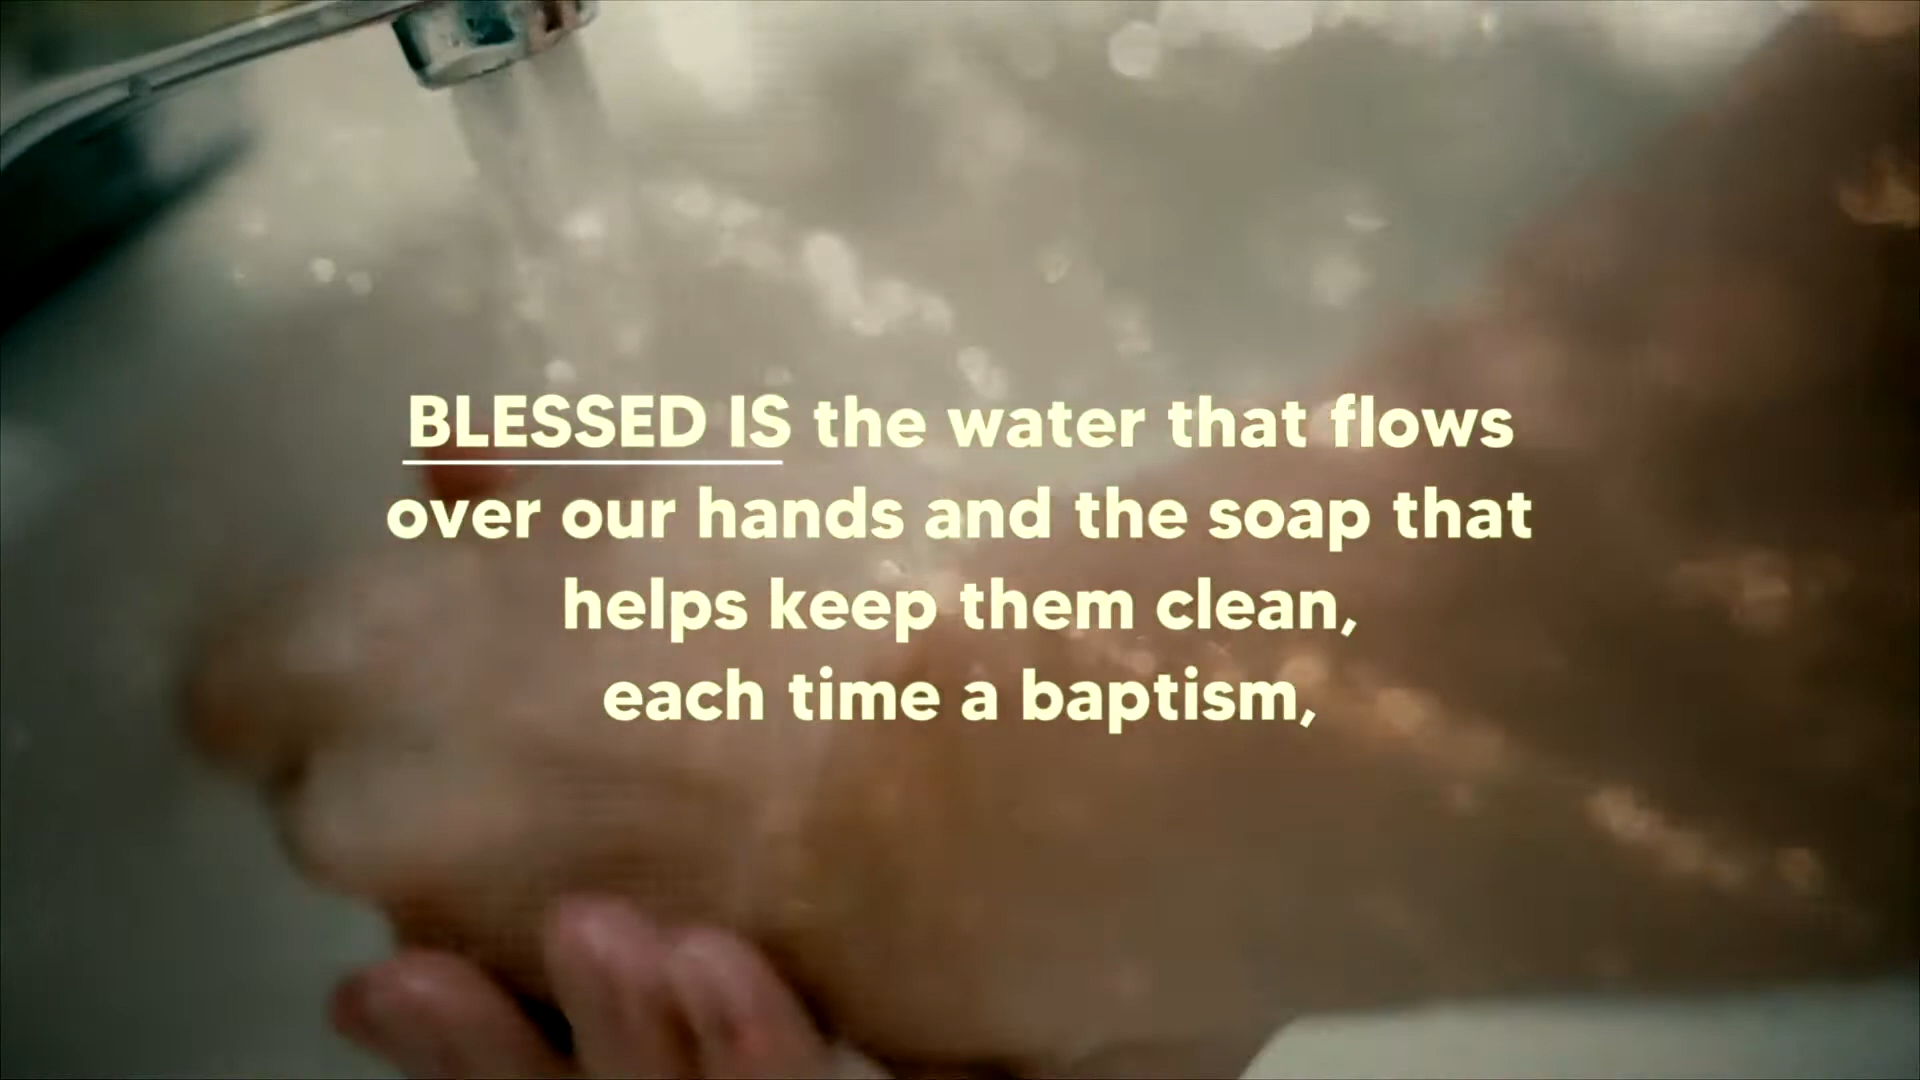 BLESSED IS the water that flows
over our hands and the soap that
helps keep them clean,
each time a baptism,